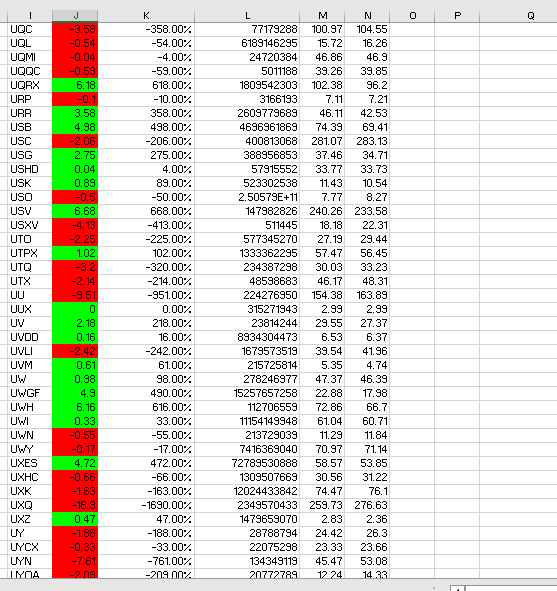 I J K L M N O P Q
UQC -3.58 -358.00% 77179288 100.97 104.55
UQL -0.54 -54.00% 6189146295 15.72 16.26
UQMI -0.04 -4.00% 24720384 46.86 46.9
UQQC -0.59 -59.00% 5011188 39.26 39.85
UQRX 6.18 618.00% 1809542303 102.38 96.2
URP -0.1 -10.00% 3166193 7.11 7.21
URR 3.58 358.00% 2609779689 46.11 42.53
USB 4.98 498.00% 4696961869 74.39 69.41
USC -2.06 -206.00% 400813068 281.07 283.13
USG 2.75 275.00% 388956853 37.46 34.71
USHD 0.04 4.00% 57915552 33.77 33.73
USK 0.89 89.00% 523302538 11.43 10.54
USO -0.5 -50.00% 2.50579E+11 7.77 8.27
USV 6.68 668.00% 147982826 240.26 233.58
USXV -4.13 -413.00% 511445 18.18 22.31
UTO -2.25 -225.00% 577345270 27.19 29.44
UTPX 1.02 102.00% 1333362295 57.47 56.45
UTQ -3.2 -320.00% 234387298 30.03 33.23
UTX -2.14 -214.00% 48598683 46.17 48.31
UU -9.51 -951.00% 224276950 154.38 163.89
UUX 0 0.00% 315271943 2.99 2.99
UV 2.18 218.00% 23814244 29.55 27.37
UVDD 0.16 16.00% 8934304473 6.53 6.37
UVLI -2.42 -242.00% 1679573519 39.54 41.96
UVM 0.61 61.00% 215725814 5.35 4.74
UW 0.98 98.00% 278246977 47.37 46.39
UWGF 4.9 490.00% 15257657258 22.88 17.98
UWH 6.16 616.00% 112706559 72.86 66.7
UWI 0.33 33.00% 11154149948 61.04 60.71
UWN -0.55 -55.00% 213729039 11.29 11.84
UWY -0.17 -17.00% 7416369040 70.97 71.14
UXES 4.72 472.00% 72789530888 58.57 53.85
UXHC -0.66 -66.00% 1309507669 30.56 31.22
UXK -1.63 -163.00% 12024433842 74.47 76.1
UXQ -16.9 -1690.00% 2349570433 259.73 276.63
UXZ 0.47 47.00% 1479659070 2.83 2.36
UY -1.88 -188.00% 28788794 24.42 26.3
UYCX -0.33 -33.00% 22075298 23.33 23.66
UYN -7.61 -761.00% 134349119 45.47 53.08
UYOA -2.09 -209.00% 20772789 12.24 14.33